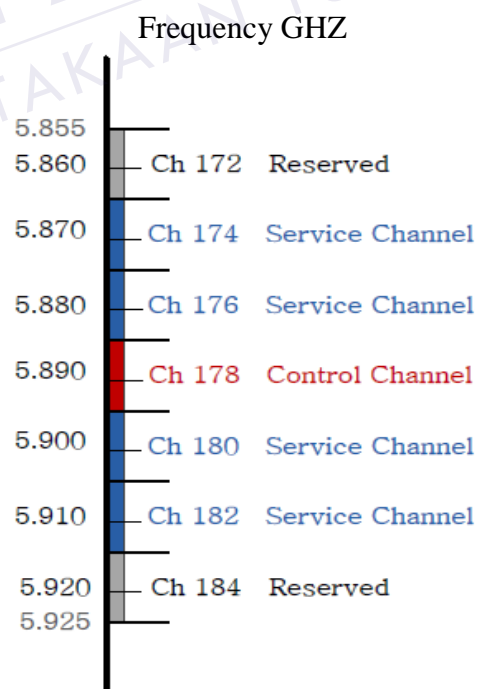 TAKAAN
Frequency GHZ
5.855
5.860 Ch 172 Reserved
5.870 Ch 174 Service Channel
5.880 Ch 176 Service Channel
5.890 Ch 178 Control Channel
5.900 Ch 180 Service Channel
5.910 Ch 182 Service Channel
5.920 Ch 184 Reserved
5.925